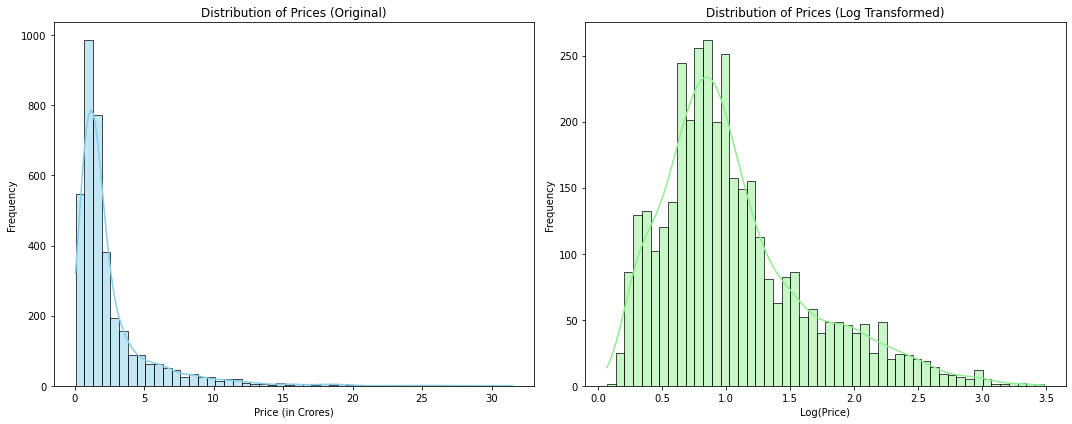 Distribution of Prices (Original)
1000
800
600
400
200
0
Frequency
0 5 10 15 20 25 30
Price (in Crores)
Distribution of Prices (Log Transformed)
250
200
150
100
50
0
Frequency
0.0 0.5 1.0 1.5 2.0 2.5 3.0 3.5
Log(Price)